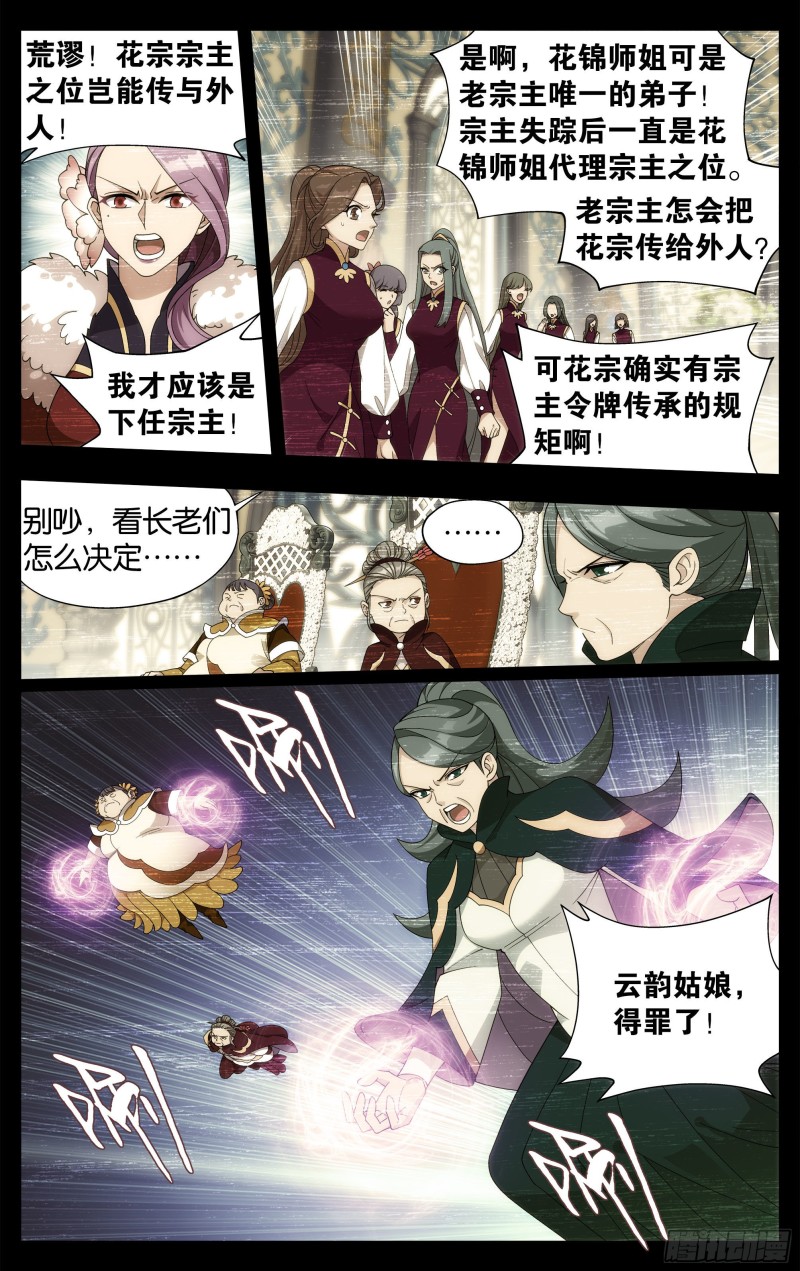 荒谬！花宗宗主
之位岂能传与外
人！
我才应该是
下任宗主！
是啊，花锦师姐可是
老宗主唯一的弟子！
宗主失踪后一直是花
锦师姐代理宗主之位。
老宗主怎会把
花宗传给外人？
可花宗确实有宗
主令牌传承的规
矩啊！
别吵，看长老们
怎么决定……
……
唰
唰
云韵姑娘，
得罪了！
唰
腾讯动漫